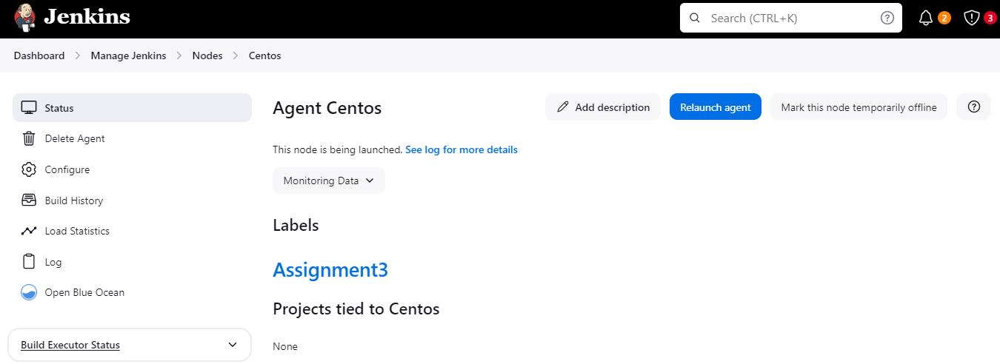 Jenkins
Search (CTRL+K)
2
3
Dashboard Manage Jenkins Nodes Centos
Status
Delete Agent
Configure
Build History
Load Statistics
Log
Open Blue Ocean
Build Executor Status
Agent Centos
Add description
Relaunch agent
Mark this node temporarily offline
This node is being launched. See log for more details
Monitoring Data
Labels
Assignment3
Projects tied to Centos
None